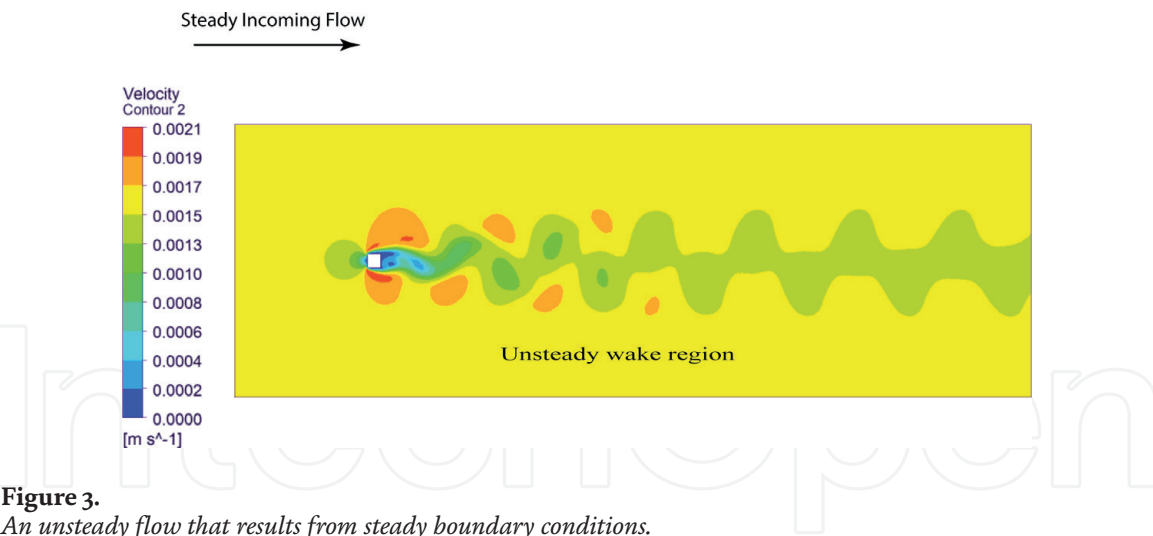 Steady Incoming Flow
Velocity
Contour 2
0.0021
0.0019
0.0017
0.0015
0.0013
0.0010
0.0008
0.0006
0.0004
0.0002
0.0000
[m s^-1]
Unsteady wake region
IntechOpen
Figure 3.
An unsteady flow that results from steady boundary conditions.